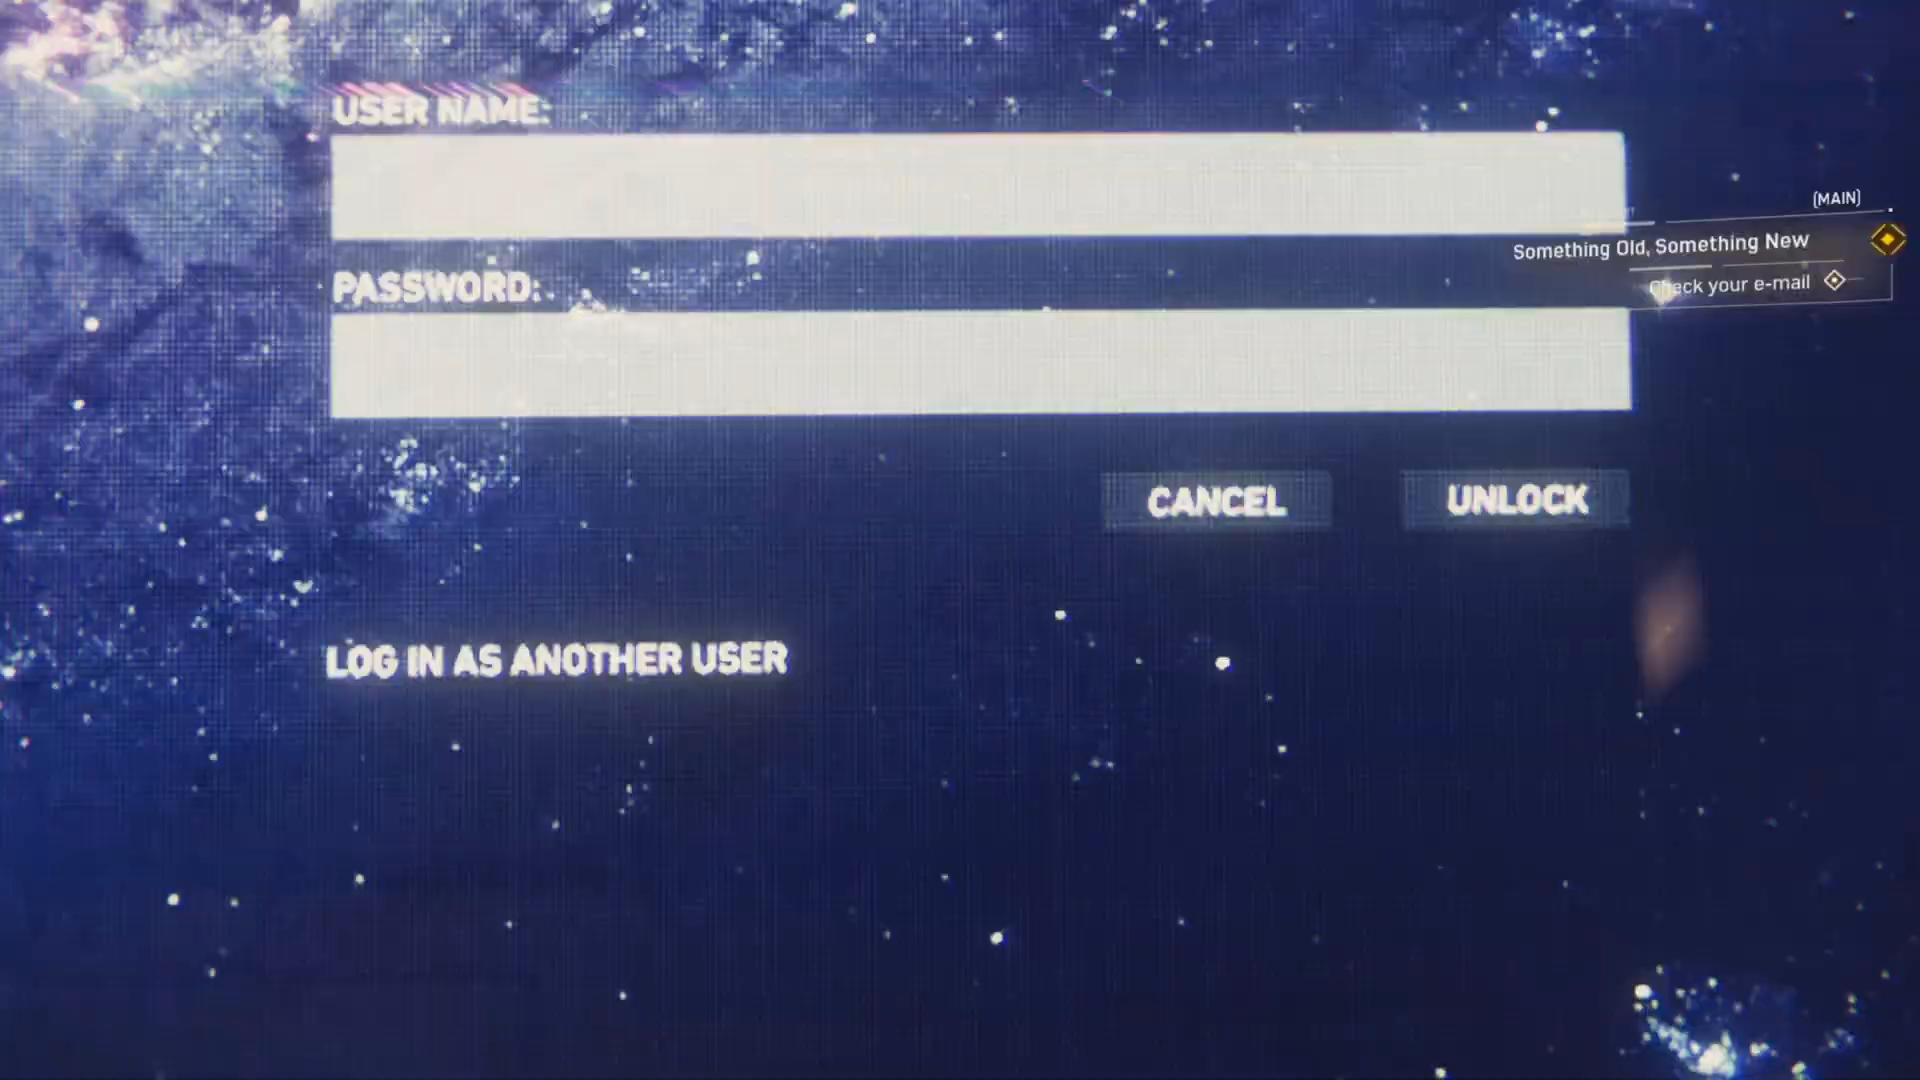 USER NAME:
(MAIN)
Something Old, Something New
PASSWORD:
Check your e-mail
CANCEL
UNLOCK
LOG IN AS ANOTHER USER